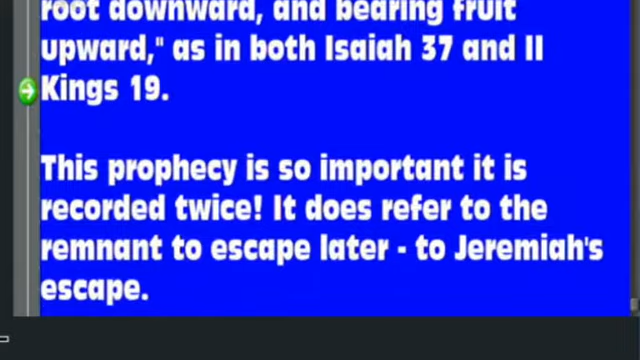 root downward, and bearing fruit
upward," as in both Isaiah 37 and II
Kings 19.
This prophecy is so important it is
recorded twice! It does refer to the
remnant to escape later - to Jeremiah's
escape.